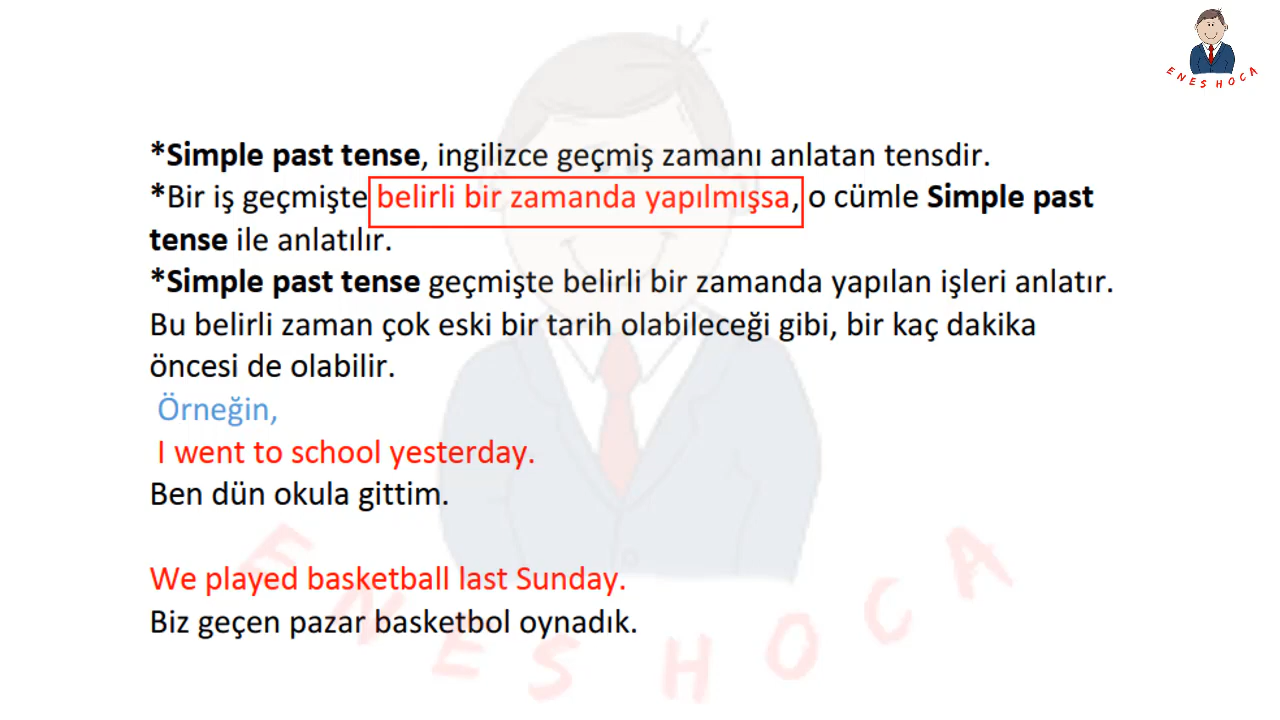 ENES HOCA
*Simple past tense, ingilizce geçmiş zamanı anlatan tensdir.
*Bir iş geçmişte belirli bir zamanda yapılmışsa, o cümle Simple past
tense ile anlatılır.
*Simple past tense geçmişte belirli bir zamanda yapılan işleri anlatır.
Bu belirli zaman çok eski bir tarih olabileceği gibi, bir kaç dakika
öncesi de olabilir.
Örneğin,
I went to school yesterday.
Ben dün okula gittim.
We played basketball last Sunday.
Biz geçen pazar basketbol oynadık.
ENES HOCA